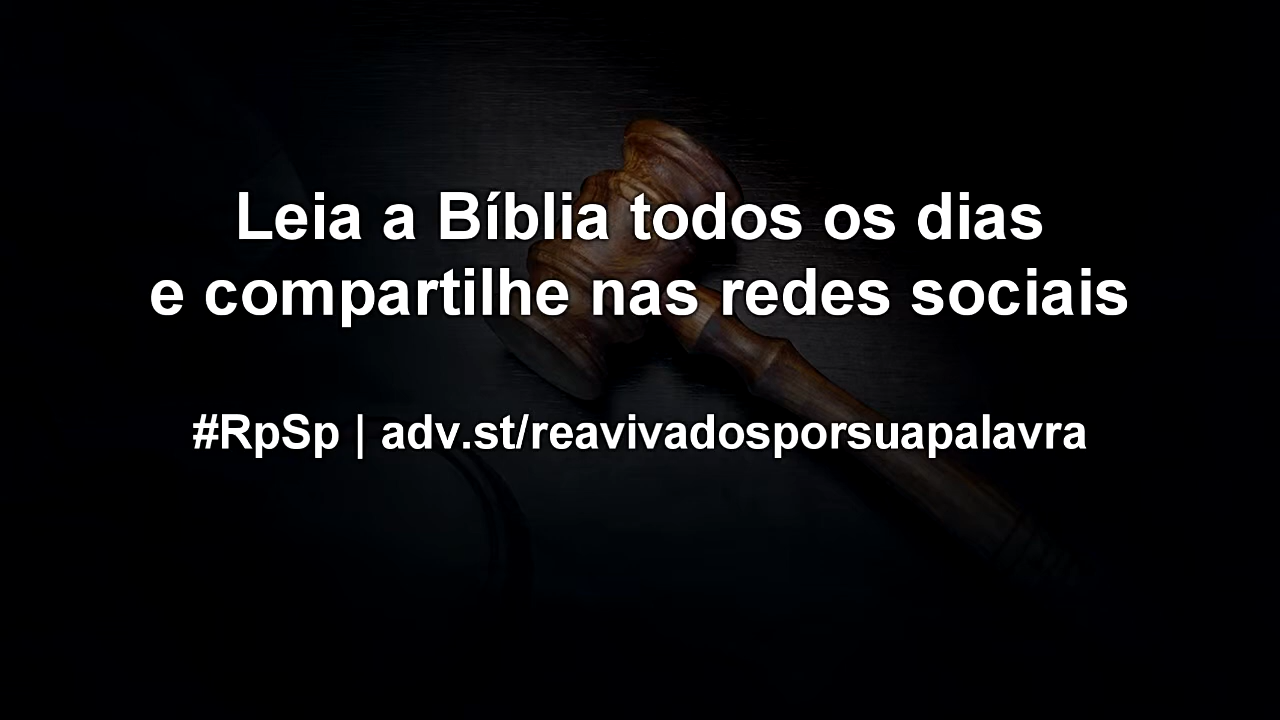 Leia a Bíblia todos os dias
e compartilhe nas redes sociais
#RpSp | adv.st/reavivadosporsuapalavra